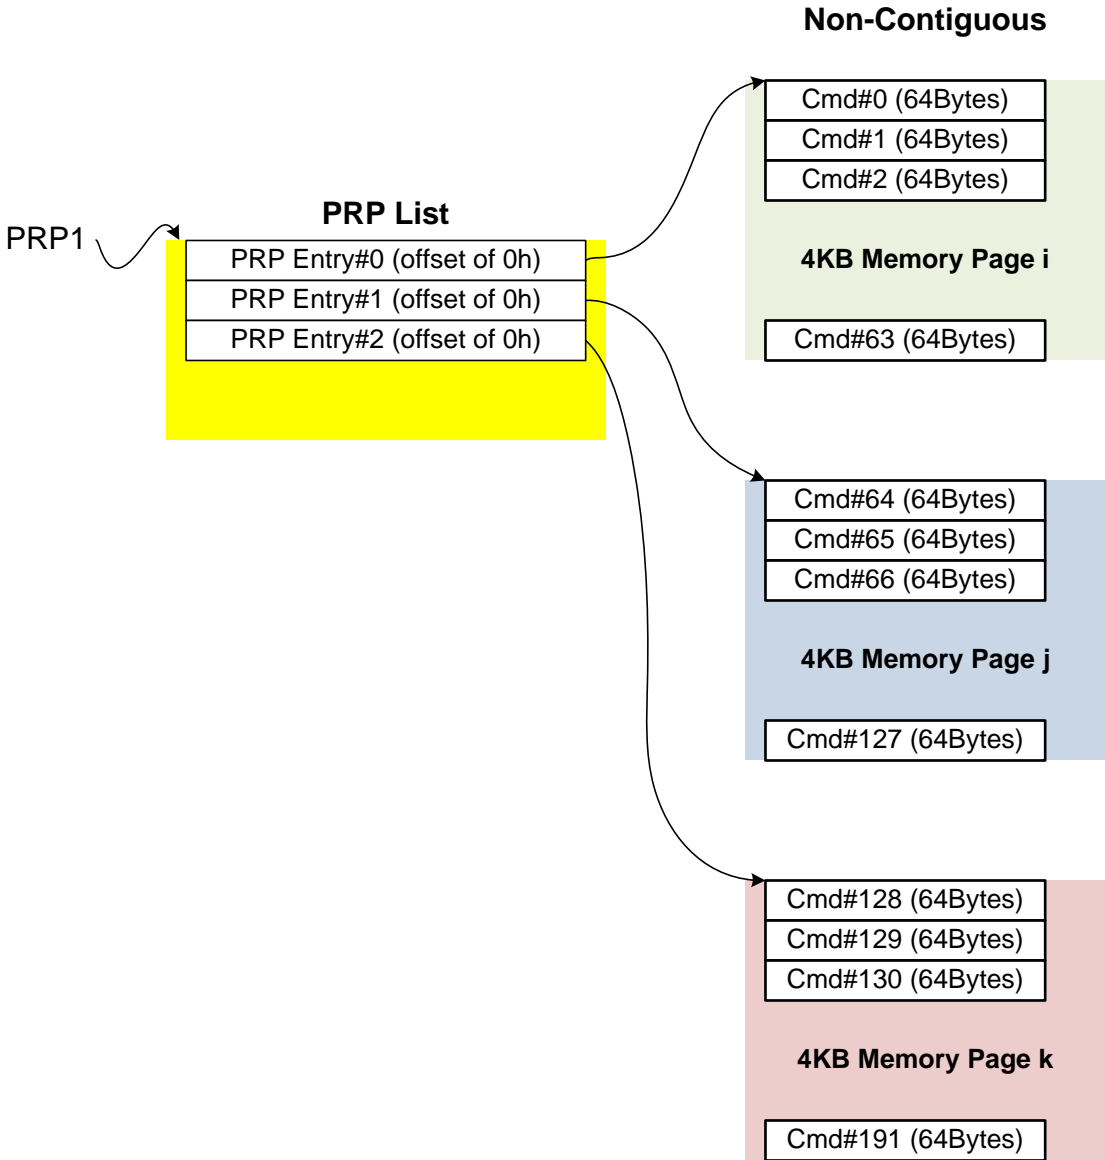 Non-Contiguous
Cmd#0 (64Bytes)
Cmd#1 (64Bytes)
Cmd#2 (64Bytes)
4KB Memory Page i
Cmd#63 (64Bytes)
PRP1
PRP List
PRP Entry#0 (offset of 0h)
PRP Entry#1 (offset of 0h)
PRP Entry#2 (offset of 0h)
Cmd#64 (64Bytes)
Cmd#65 (64Bytes)
Cmd#66 (64Bytes)
4KB Memory Page j
Cmd#127 (64Bytes)
Cmd#128 (64Bytes)
Cmd#129 (64Bytes)
Cmd#130 (64Bytes)
4KB Memory Page k
Cmd#191 (64Bytes)